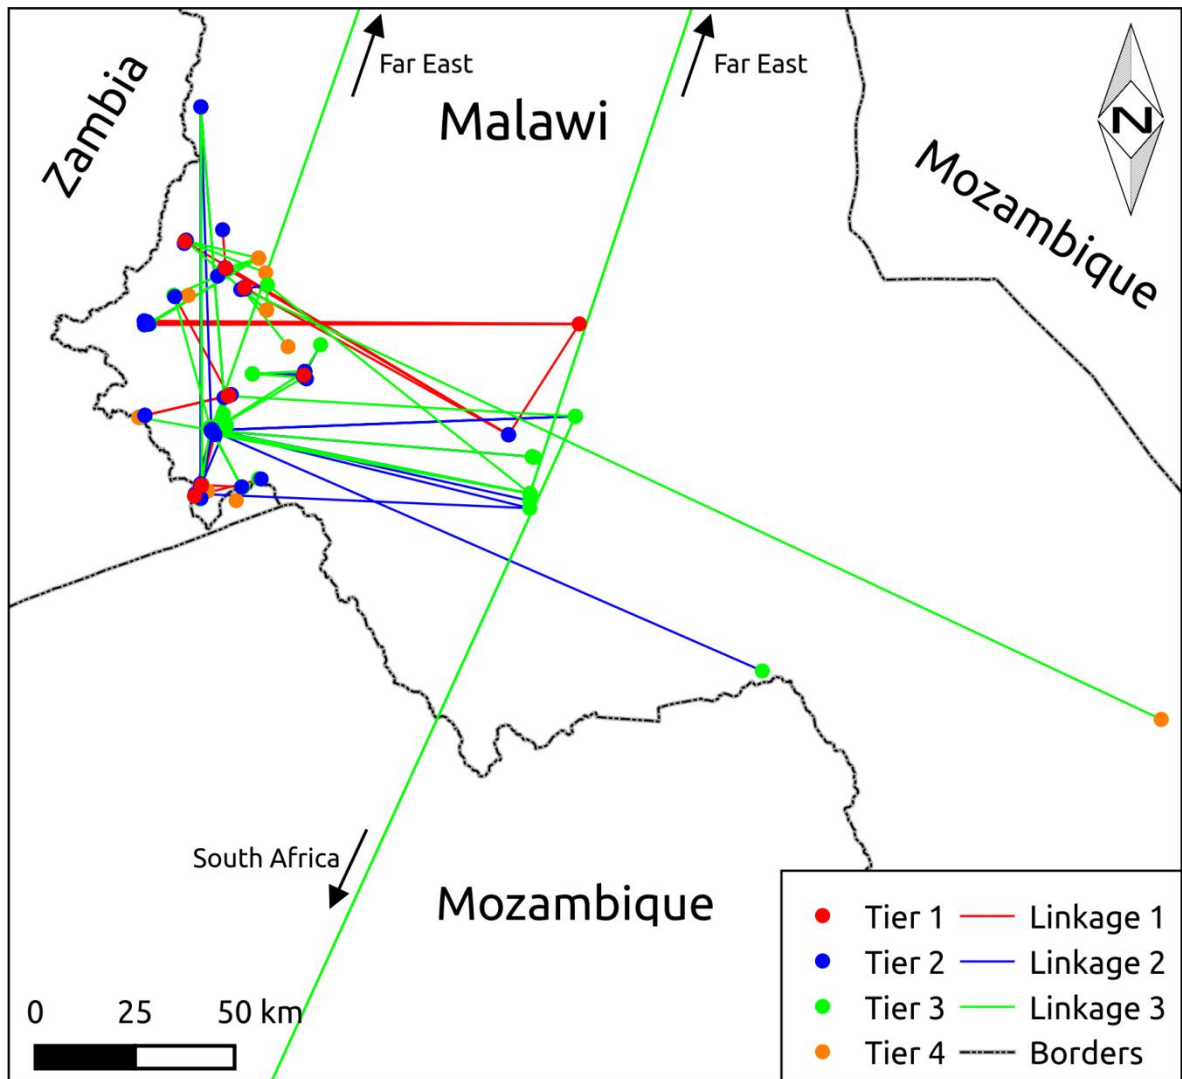 Far East
Far East
Zambia
Malawi
N
Mozambique
South Africa
Mozambique
Tier 1
Linkage 1
Tier 2
Linkage 2
Tier 3
Linkage 3
Tier 4
Borders
0 25 50 km